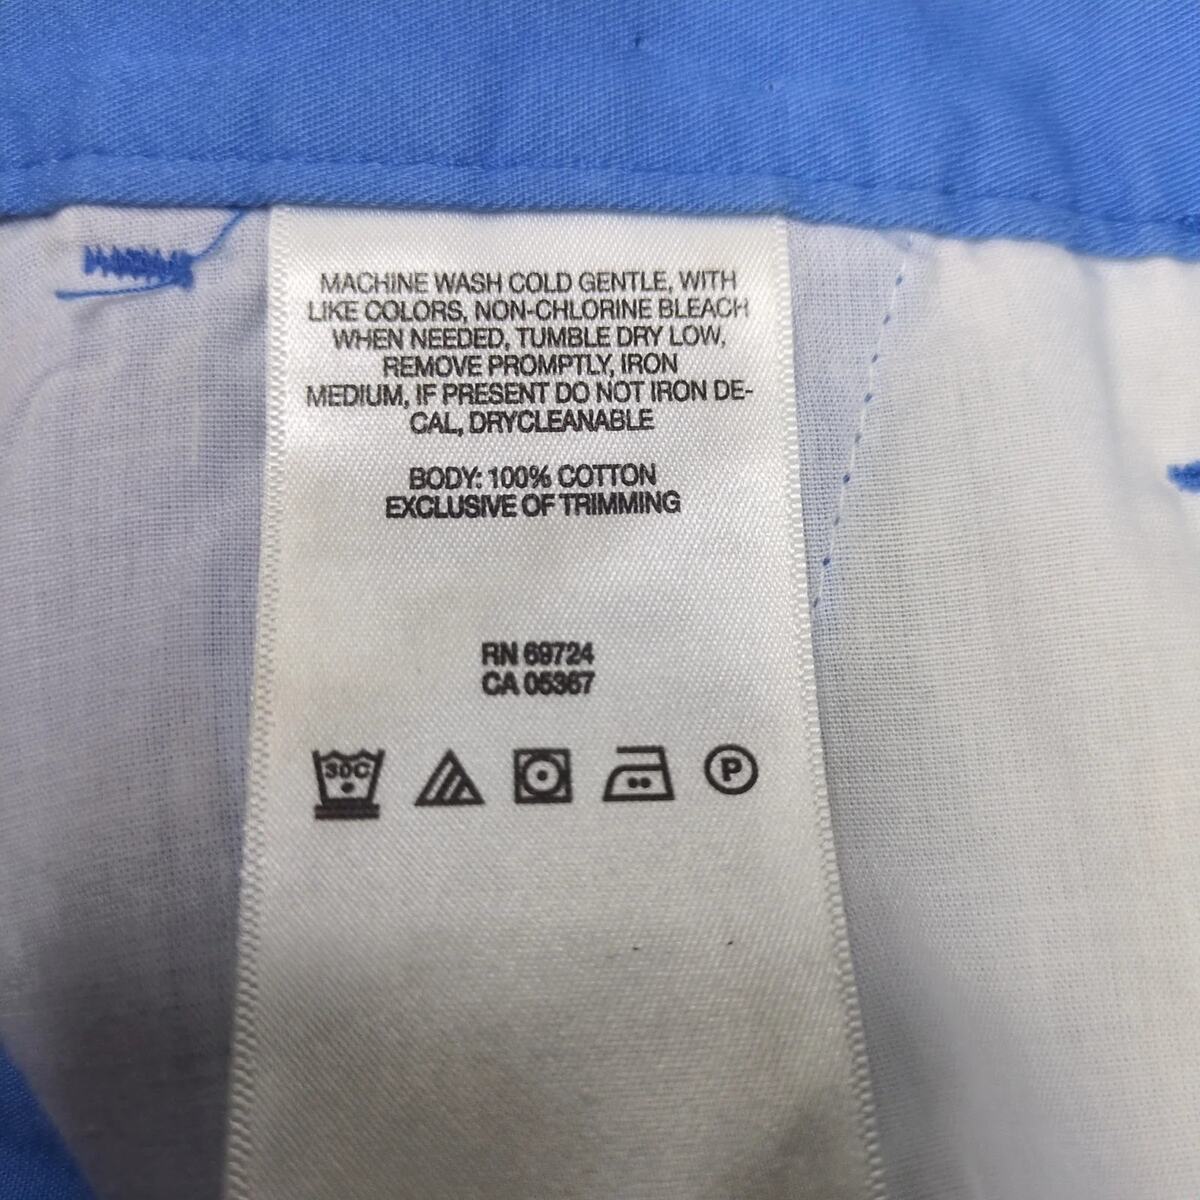 MACHINE WASH COLD GENTLE, WITH
LIKE COLORS, NON-CHLORINE BLEACH
WHEN NEEDED, TUMBLE DRY LOW,
REMOVE PROMPTLY, IRON
MEDIUM, IF PRESENT DO NOT IRON DE-
CAL, DRYCLEANABLE
BODY: 100% COTTON
EXCLUSIVE OF TRIMMING
RN 69724
CA 05367
30C P